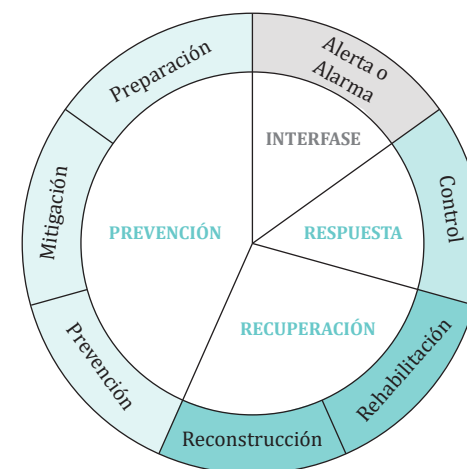 Preparación
Alerta o
Alarma
INTERFASE
Mitigación
Control
PREVENCIÓN
RESPUESTA
RECUPERACIÓN
Prevención
Rehabilitación
Reconstrucción